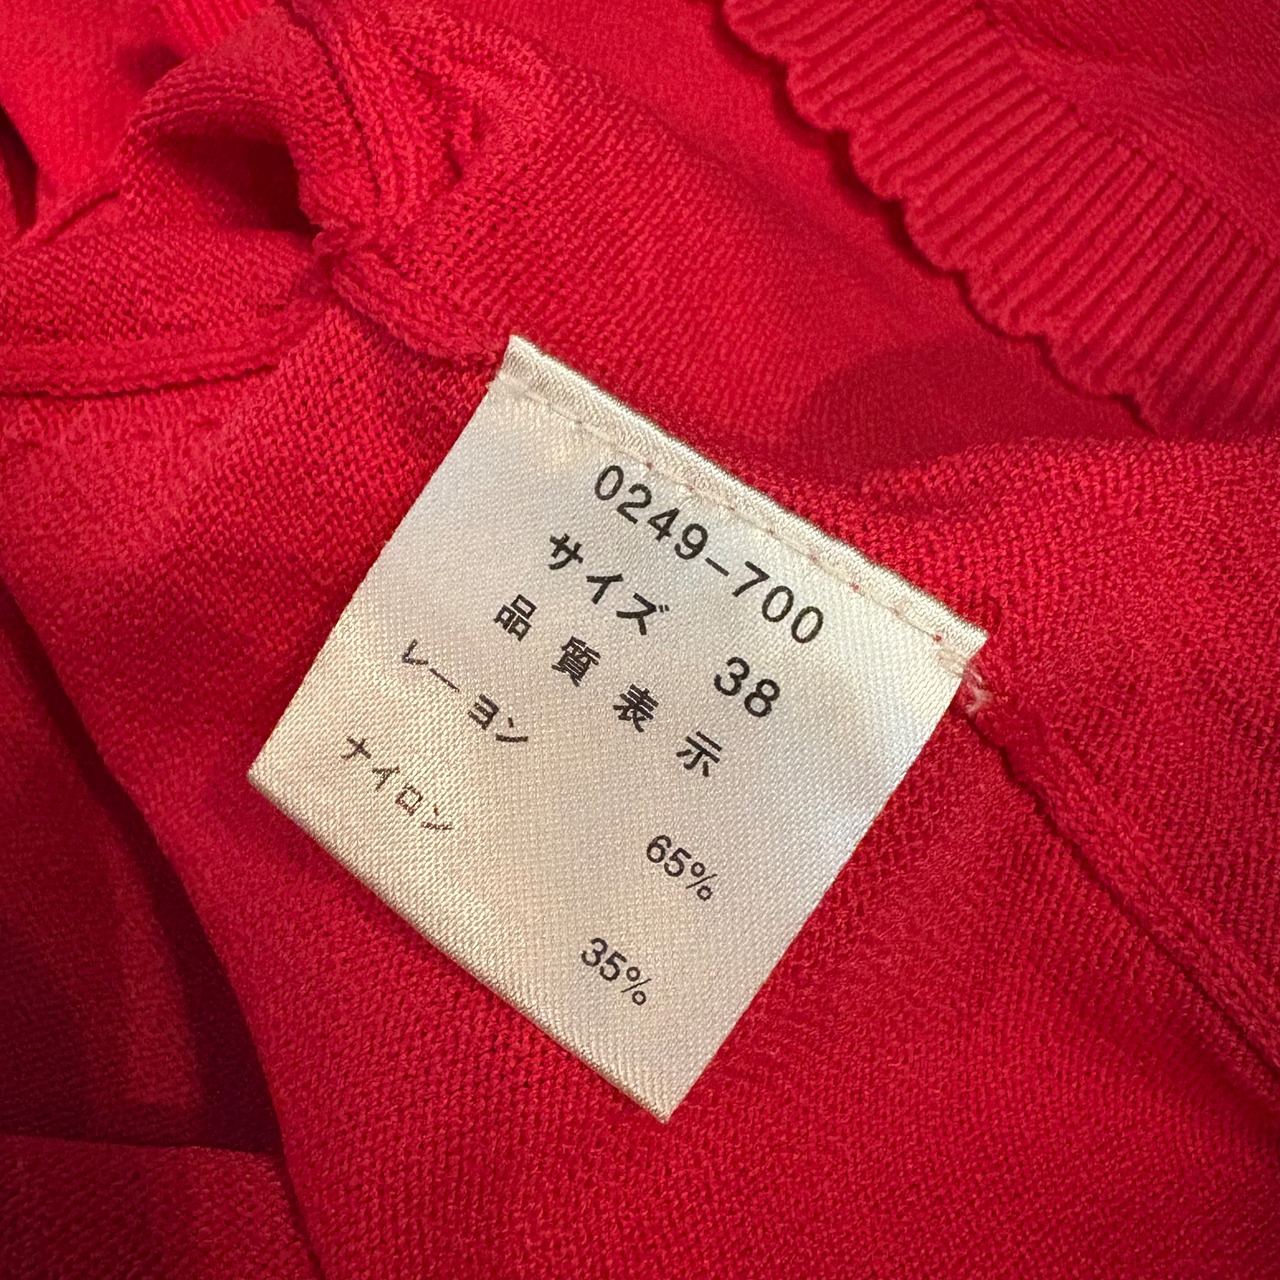 0249-700
サイズ 38
品質表示
レーヨン 65%
ナイロン 35%